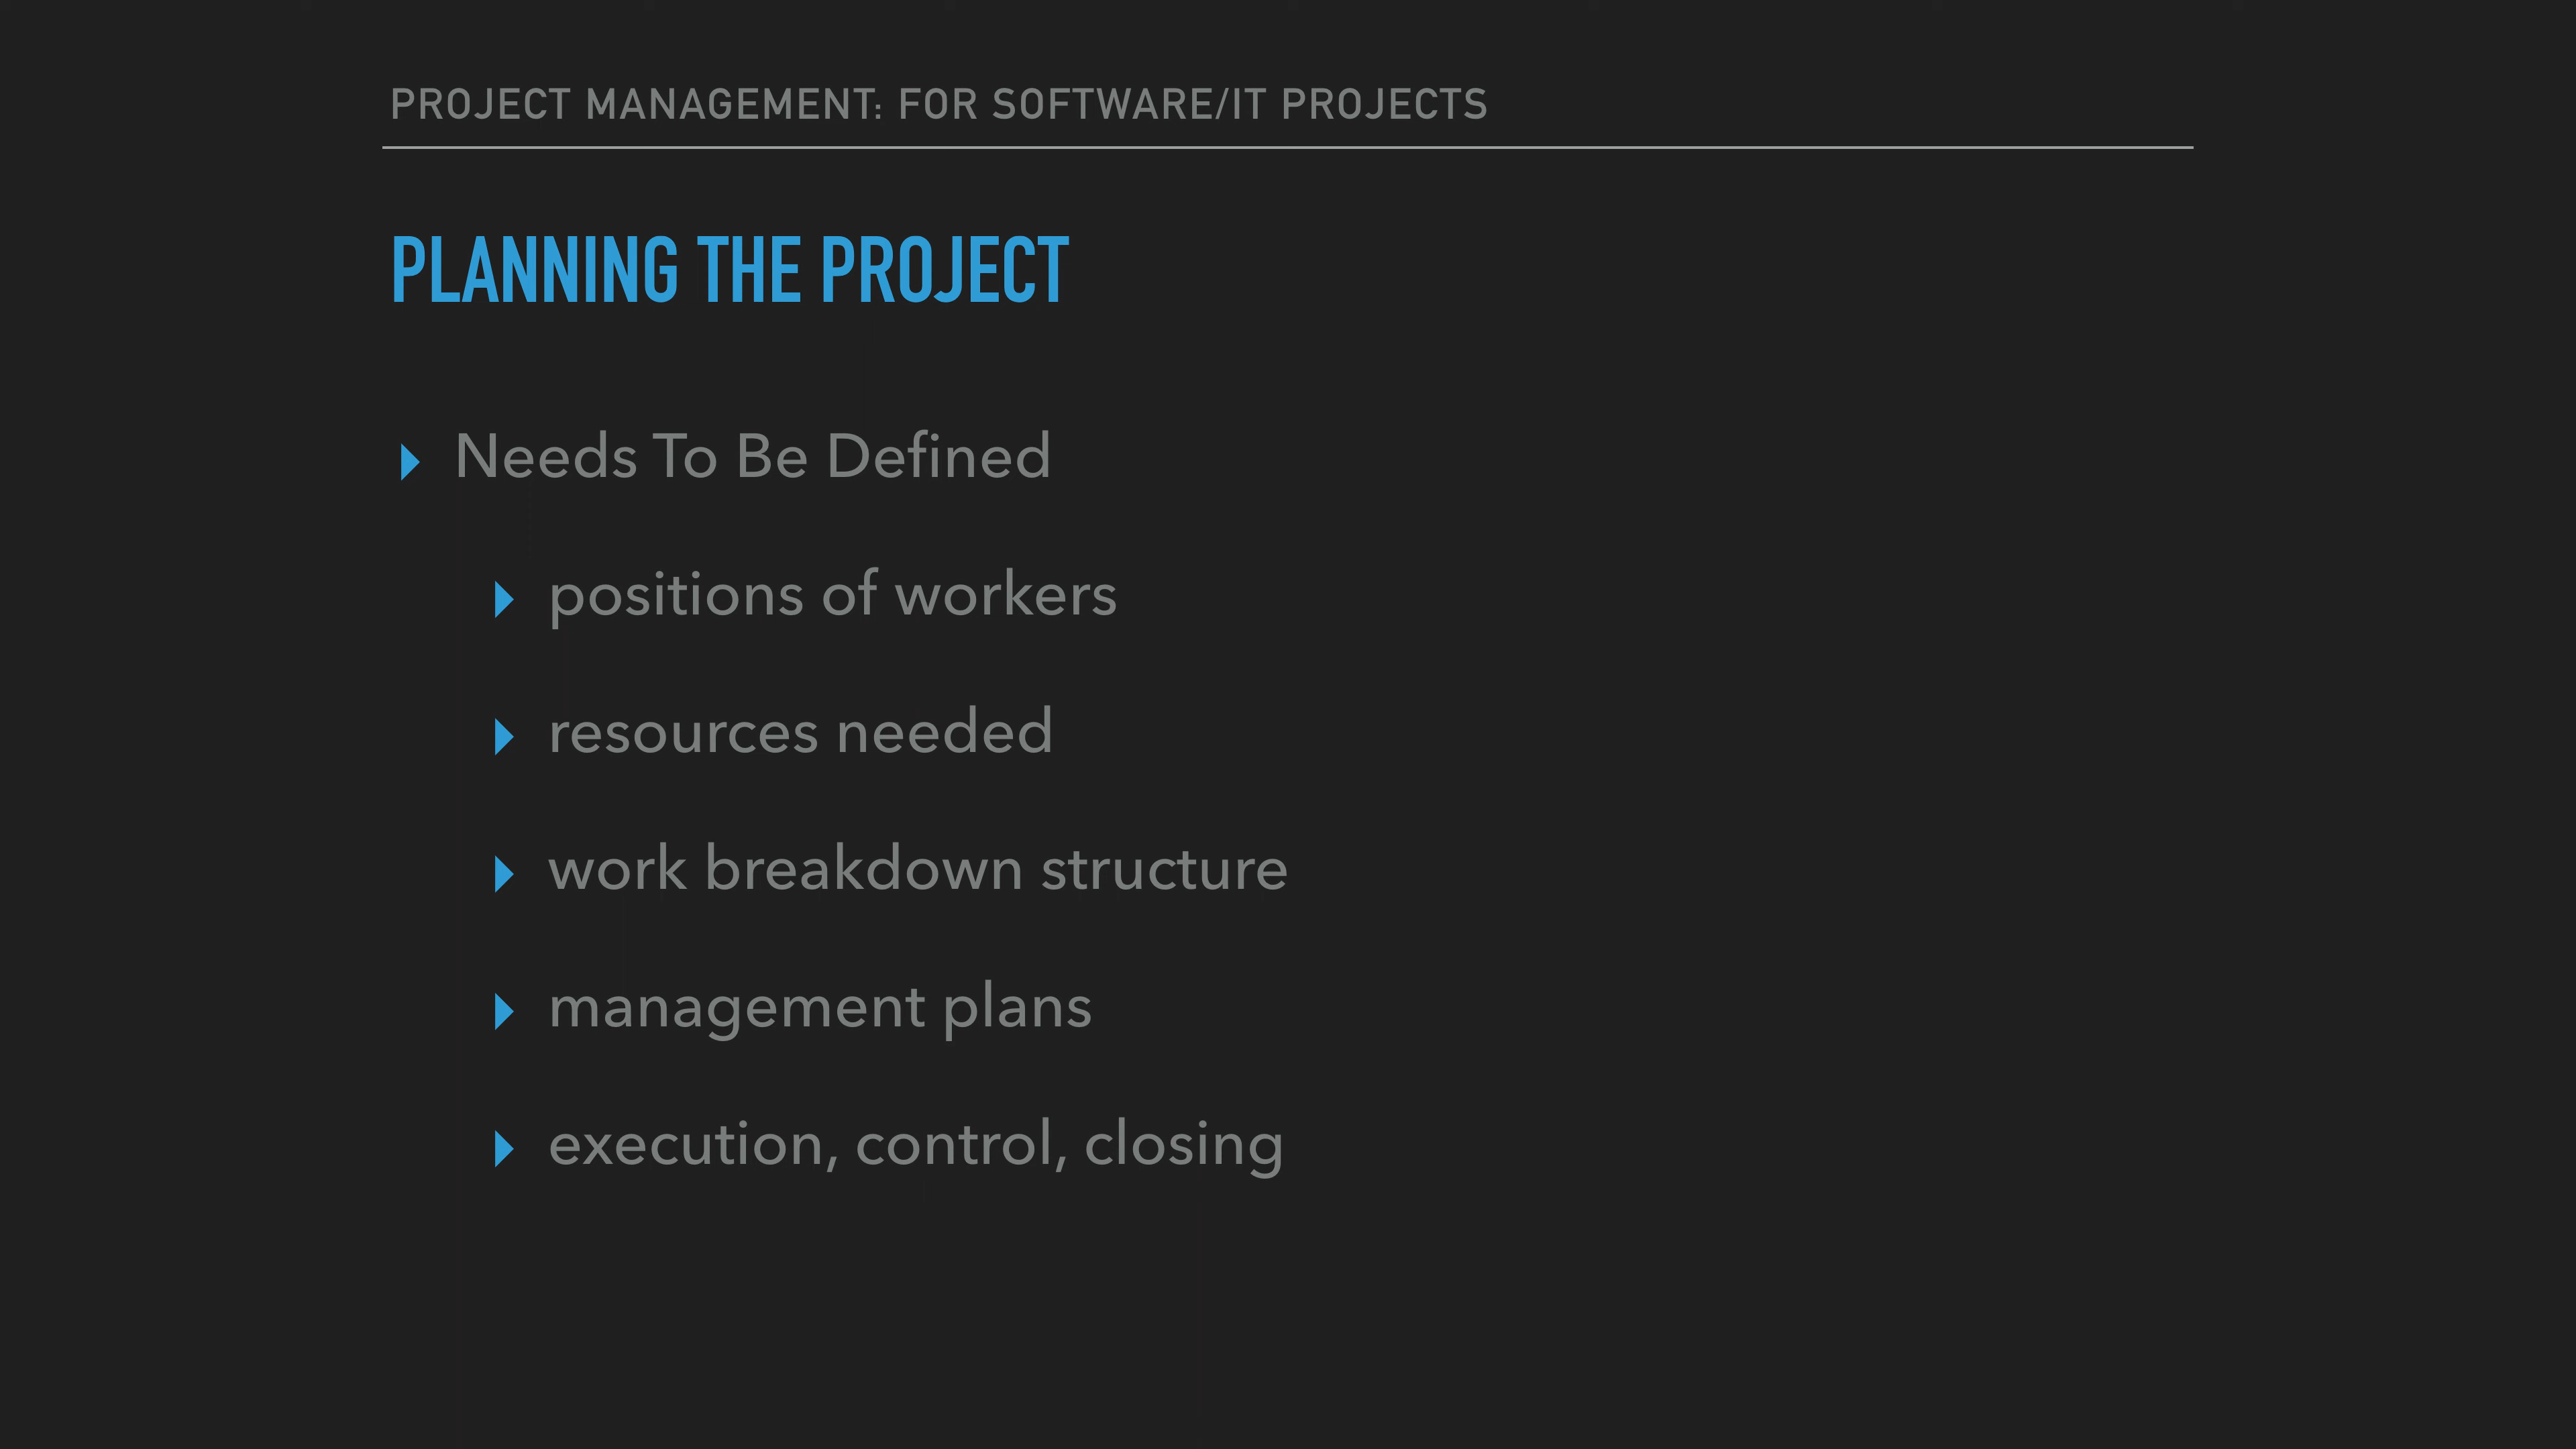 PROJECT MANAGEMENT: FOR SOFTWARE/IT PROJECTS
PLANNING THE PROJECT
Needs To Be Defined
positions of workers
resources needed
work breakdown structure
management plans
execution, control, closing